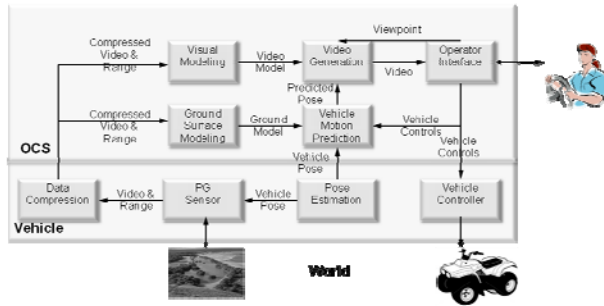 Viewpoint
Compressed
Video &
Range
Visual
Modeling
Video
Model
Video
Generation
Video
Operator
Interface
Predicted
Pose
Compressed
Video &
Range
Ground
Surface
Modeling
Ground
Model
Vehicle
Motion
Prediction
Vehicle
Controls
Vehicle
Controls
OCS
Vehicle
Pose
Data
Compression
Video &
Range
PG
Sensor
Vehicle
Pose
Pose
Estimation
Vehicle
Controller
Vehicle
World